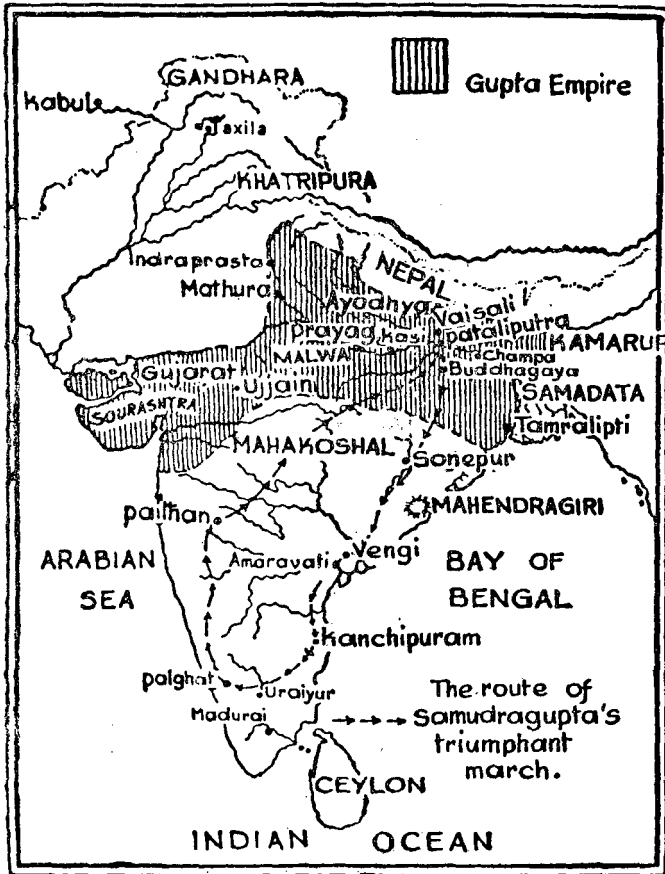 GANDHARA
Gupta Empire
Kabul
Taxila
KHATRIPURA
Indraprasta
NEPAL
Mathura
Ayodhya
Vaisali
prayag
Kasi
pataliputra
KAMARUP
MALWA
Champa
Gujarat
Buddhagaya
Ujjain
SAMADATA
SOURASHTRA
Tamralipti
MAHAKOSHAL
Sonepur
paithan
MAHENDRAGIRI
ARABIAN
SEA
Amaravati
Vengi
BAY OF
BENGAL
Kanchipuram
palghat
Uraiyur
The route of
Samudragupta's
triumphant
march.
Madurai
CEYLON
INDIAN OCEAN